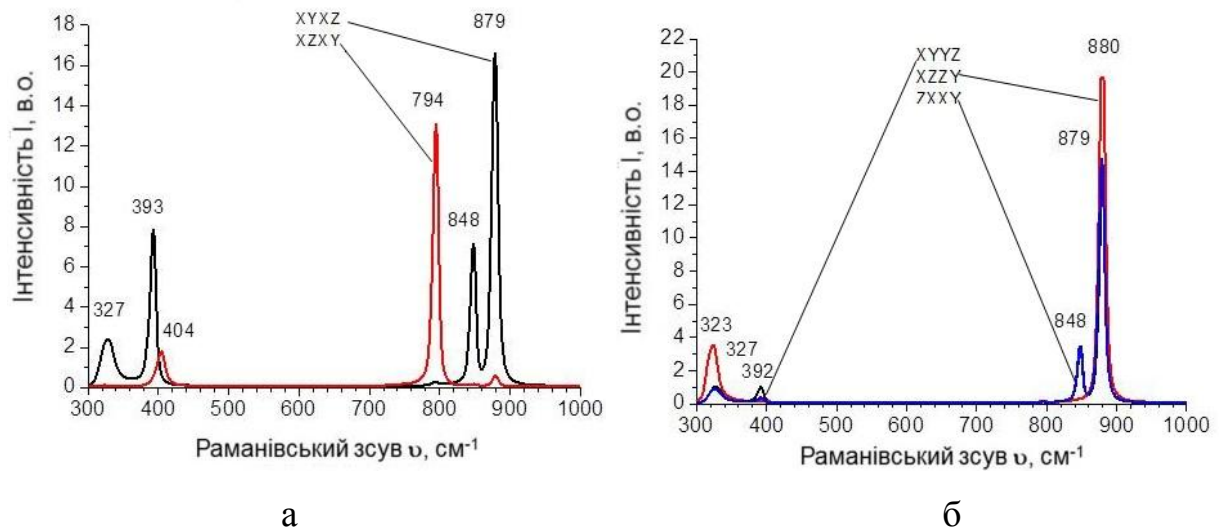 XYXZ
XZXY
879
794
393
848
327
404
18
16
14
12
10
8
6
4
2
0
300 400 500 600 700 800 900 1000
Інтенсивність I, в.о.
Раманівський зсув υ, см⁻¹
а
XYYZ
XZZY
7XXY
880
879
848
323
327
392
22
20
18
16
14
12
10
8
6
4
2
0
300 400 500 600 700 800 900 1000
Інтенсивність I, в.о.
Раманівський зсув υ, см⁻¹
б